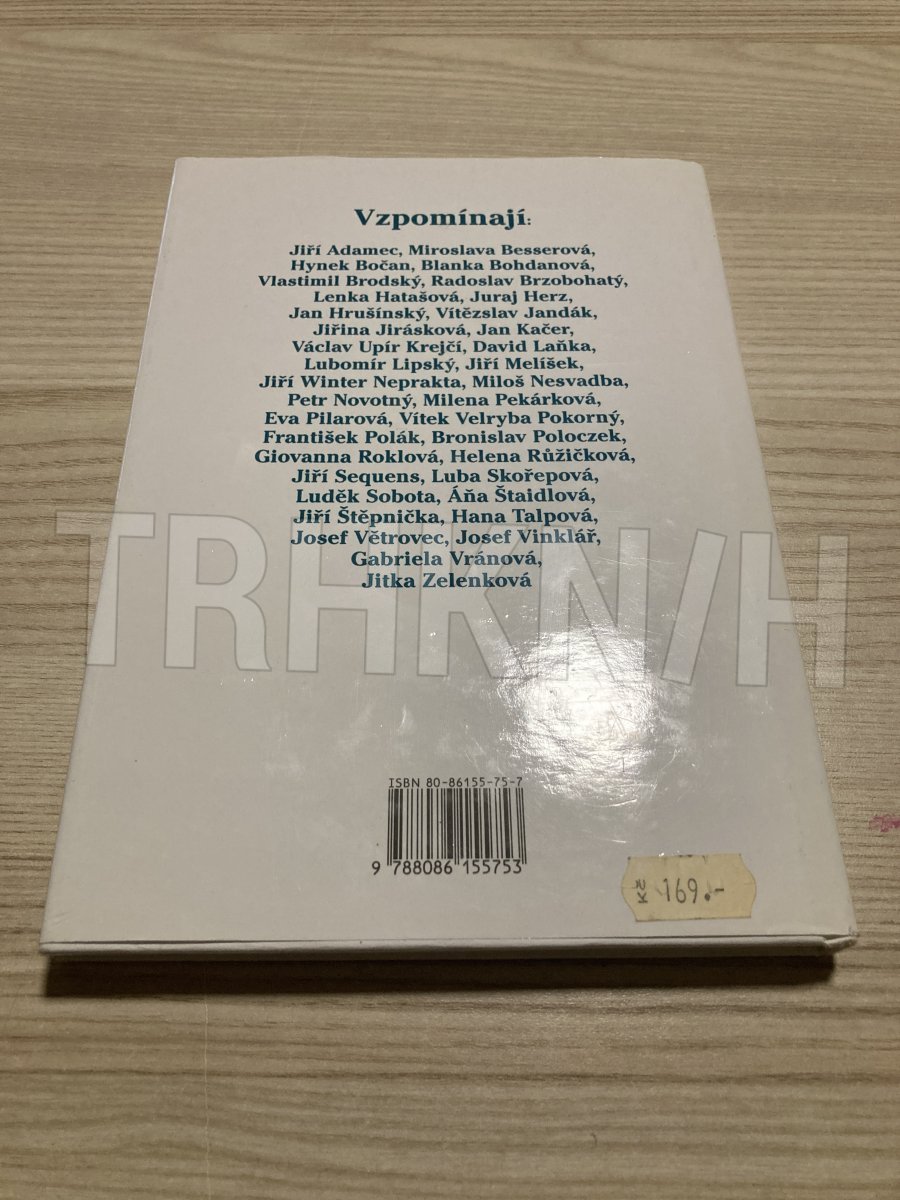 Vzpomínají:
Jiří Adamec, Miroslava Besserová,
Hynek Bočan, Blanka Bohdanová,
Vlastimil Brodský, Radoslav Brzobohatý,
Lenka Hatašová, Juraj Herz,
Jan Hrušínský, Vítězslav Jandák,
Jiřina Jirásková, Jan Kačer,
Václav Upír Krejčí, David Laňka,
Lubomír Lipský, Jiří Melíšek,
Jiří Winter Neprakta, Miloš Nesvadba,
Petr Novotný, Milena Pekárková,
Eva Pilarová, Vítek Velryba Pokorný,
František Polák, Bronislav Poloczek,
Giovanna Roklová, Helena Růžičková,
Jiří Sequens, Luba Skořepová,
Luděk Sobota, Áňa Štaidlová,
Jiří Štěpnička, Hana Talpová,
Josef Větrovec, Josef Vinklář,
Gabriela Vránová,
Jitka Zelenková
TRHKNIH
ISBN 80-86155-75-7
9 788086 155753
Kč 169.-